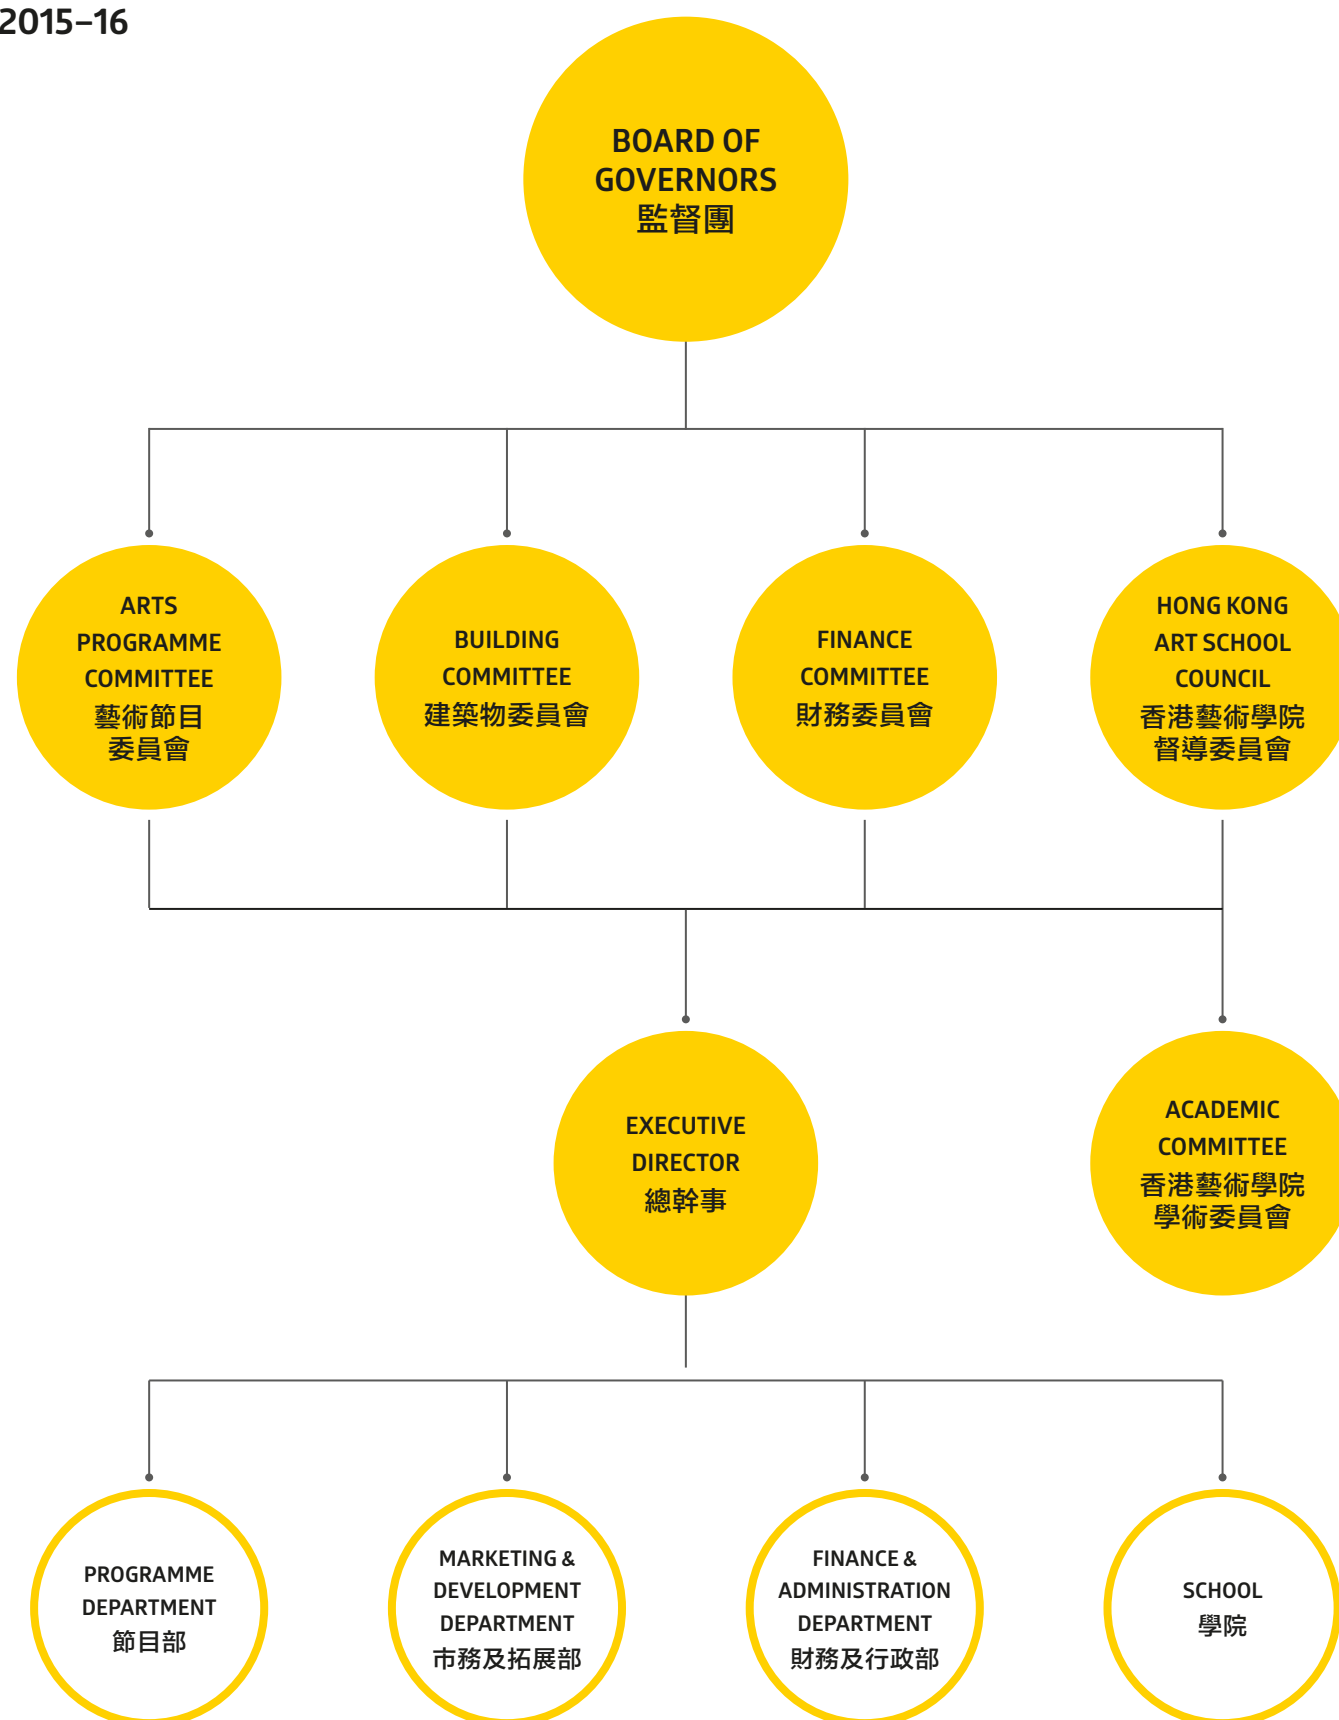 2015–16
BOARD OF
GOVERNORS
監督團
ARTS
PROGRAMME
COMMITTEE
藝術節目
委員會
BUILDING
COMMITTEE
建築物委員會
FINANCE
COMMITTEE
財務委員會
HONG KONG
ART SCHOOL
COUNCIL
香港藝術學院
督導委員會
EXECUTIVE
DIRECTOR
總幹事
ACADEMIC
COMMITTEE
香港藝術學院
學術委員會
PROGRAMME
DEPARTMENT
節目部
MARKETING &
DEVELOPMENT
DEPARTMENT
市務及拓展部
FINANCE &
ADMINISTRATION
DEPARTMENT
財務及行政部
SCHOOL
學院